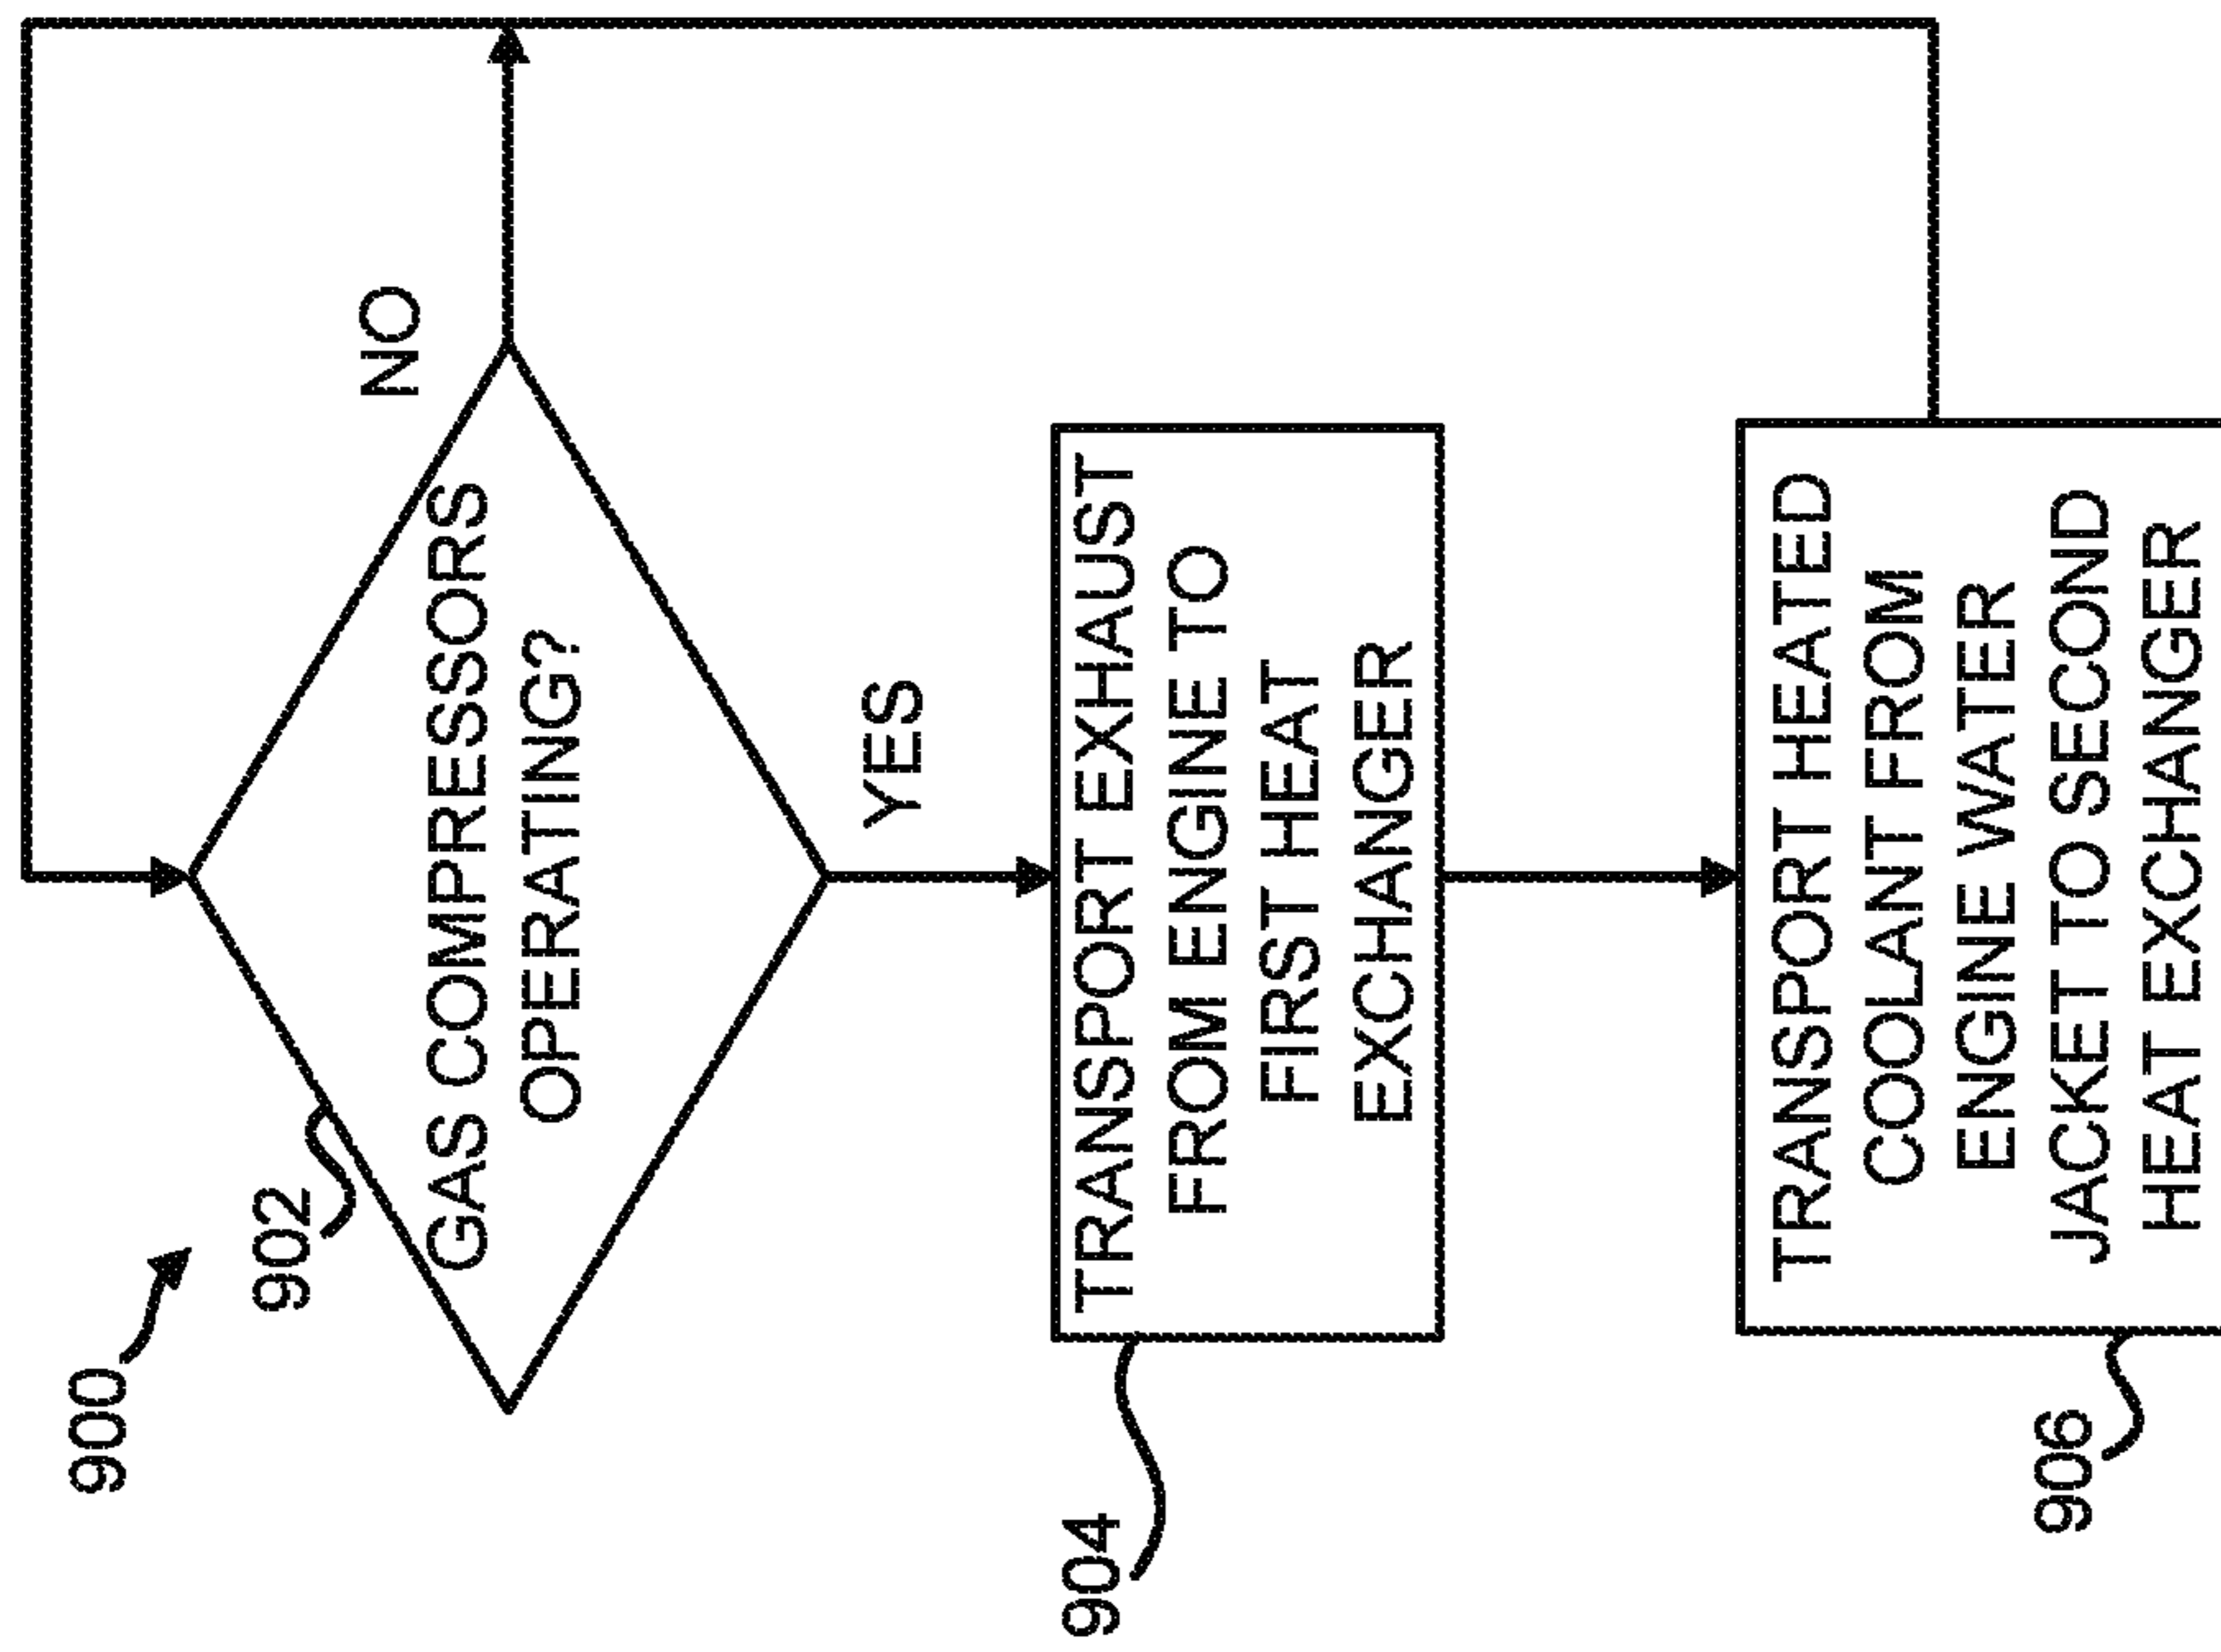 900
902
GAS COMPRESSORS
OPERATING?
NO
YES
904
TRANSPORT EXHAUST
FROM ENGINE TO
FIRST HEAT
EXCHANGER
906
TRANSPORT HEATED
COOLANT FROM
ENGINE WATER
JACKET TO SECOND
HEAT EXCHANGER